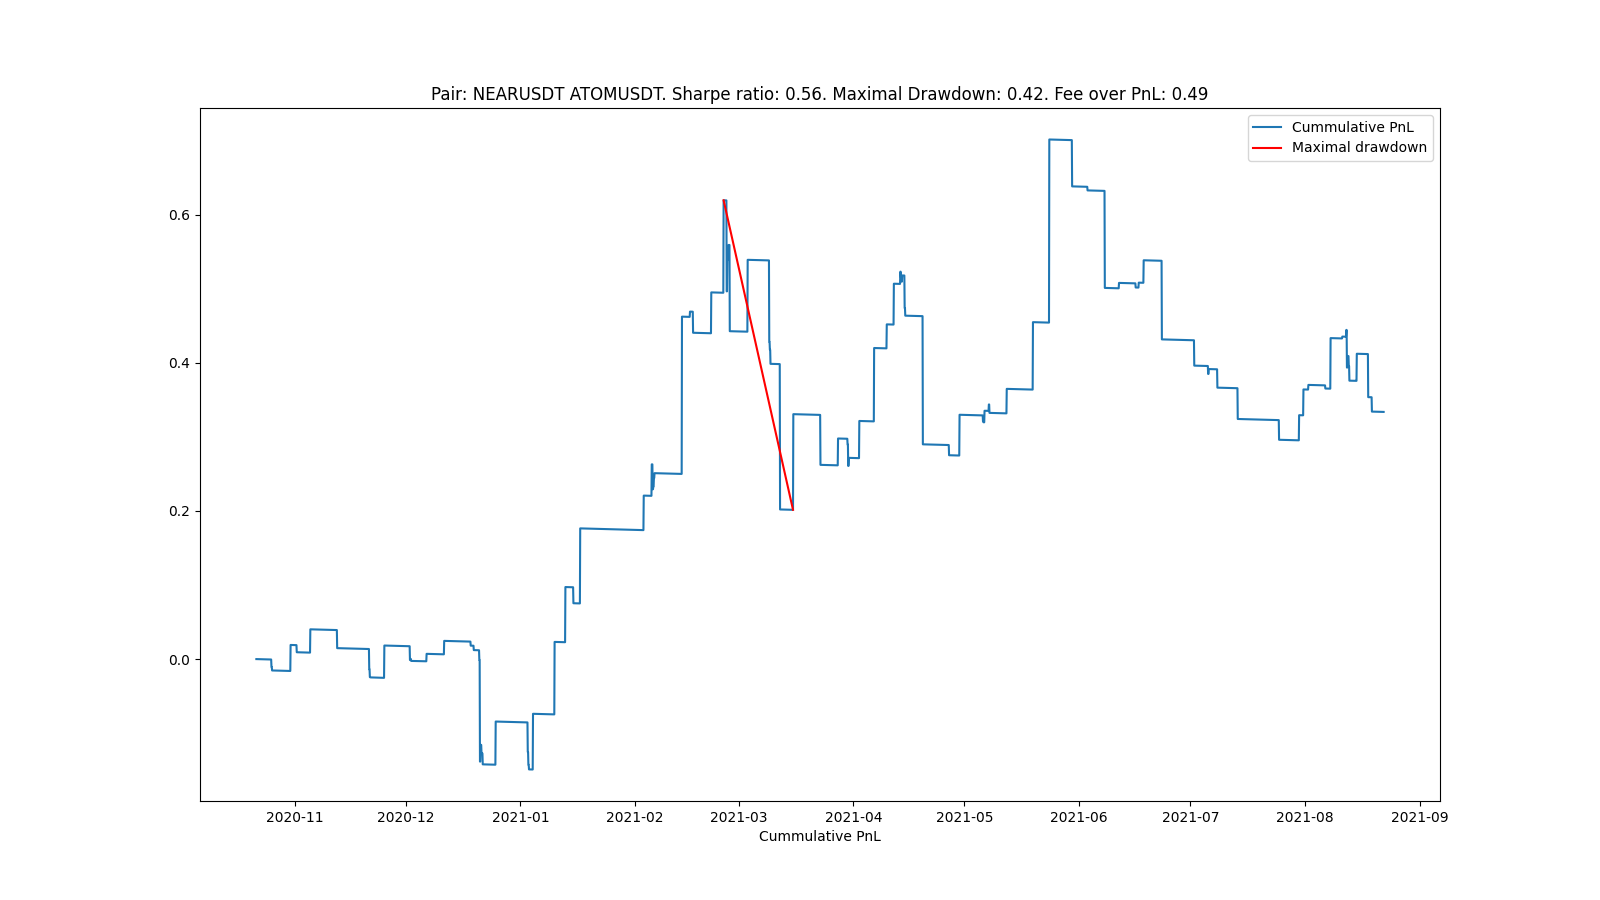 Pair: NEARUSDT ATOMUSDT. Sharpe ratio: 0.56. Maximal Drawdown: 0.42. Fee over PnL: 0.49
Cummulative PnL
Maximal drawdown
0.6
0.4
0.2
0.0
2020-11 2020-12 2021-01 2021-02 2021-03 2021-04 2021-05 2021-06 2021-07 2021-08 2021-09
Cummulative PnL